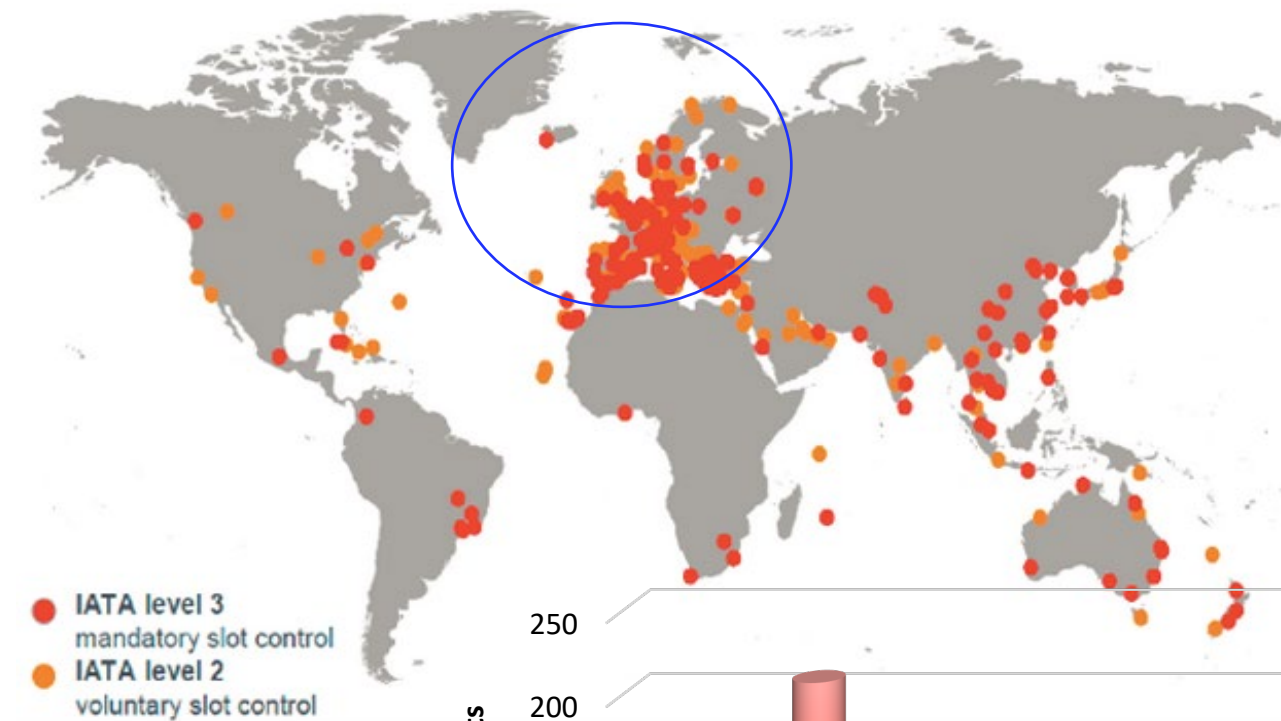 IATA level 3
mandatory slot control
IATA level 2
voluntary slot control
250
200